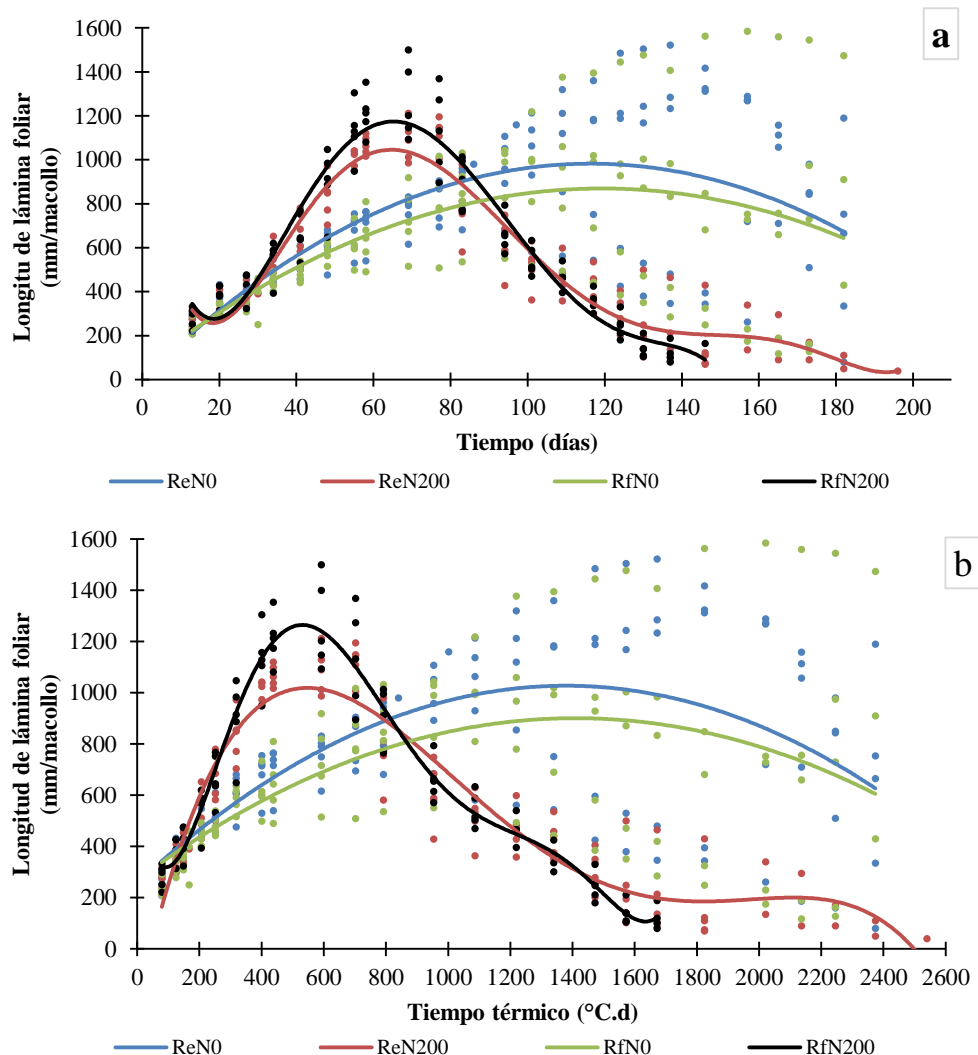 a
Longitu de lámina foliar
(mm/macollo)
1600
1400
1200
1000
800
600
400
200
0
0 20 40 60 80 100 120 140 160 180 200
Tiempo (días)
ReN0 ReN200 RfN0 RfN200
b
Longitud de lámina foliar
(mm/macollo)
1600
1400
1200
1000
800
600
400
200
0
0 200 400 600 800 1000 1200 1400 1600 1800 2000 2200 2400 2600
Tiempo térmico (°C.d)
ReN0 ReN200 RfN0 RfN200